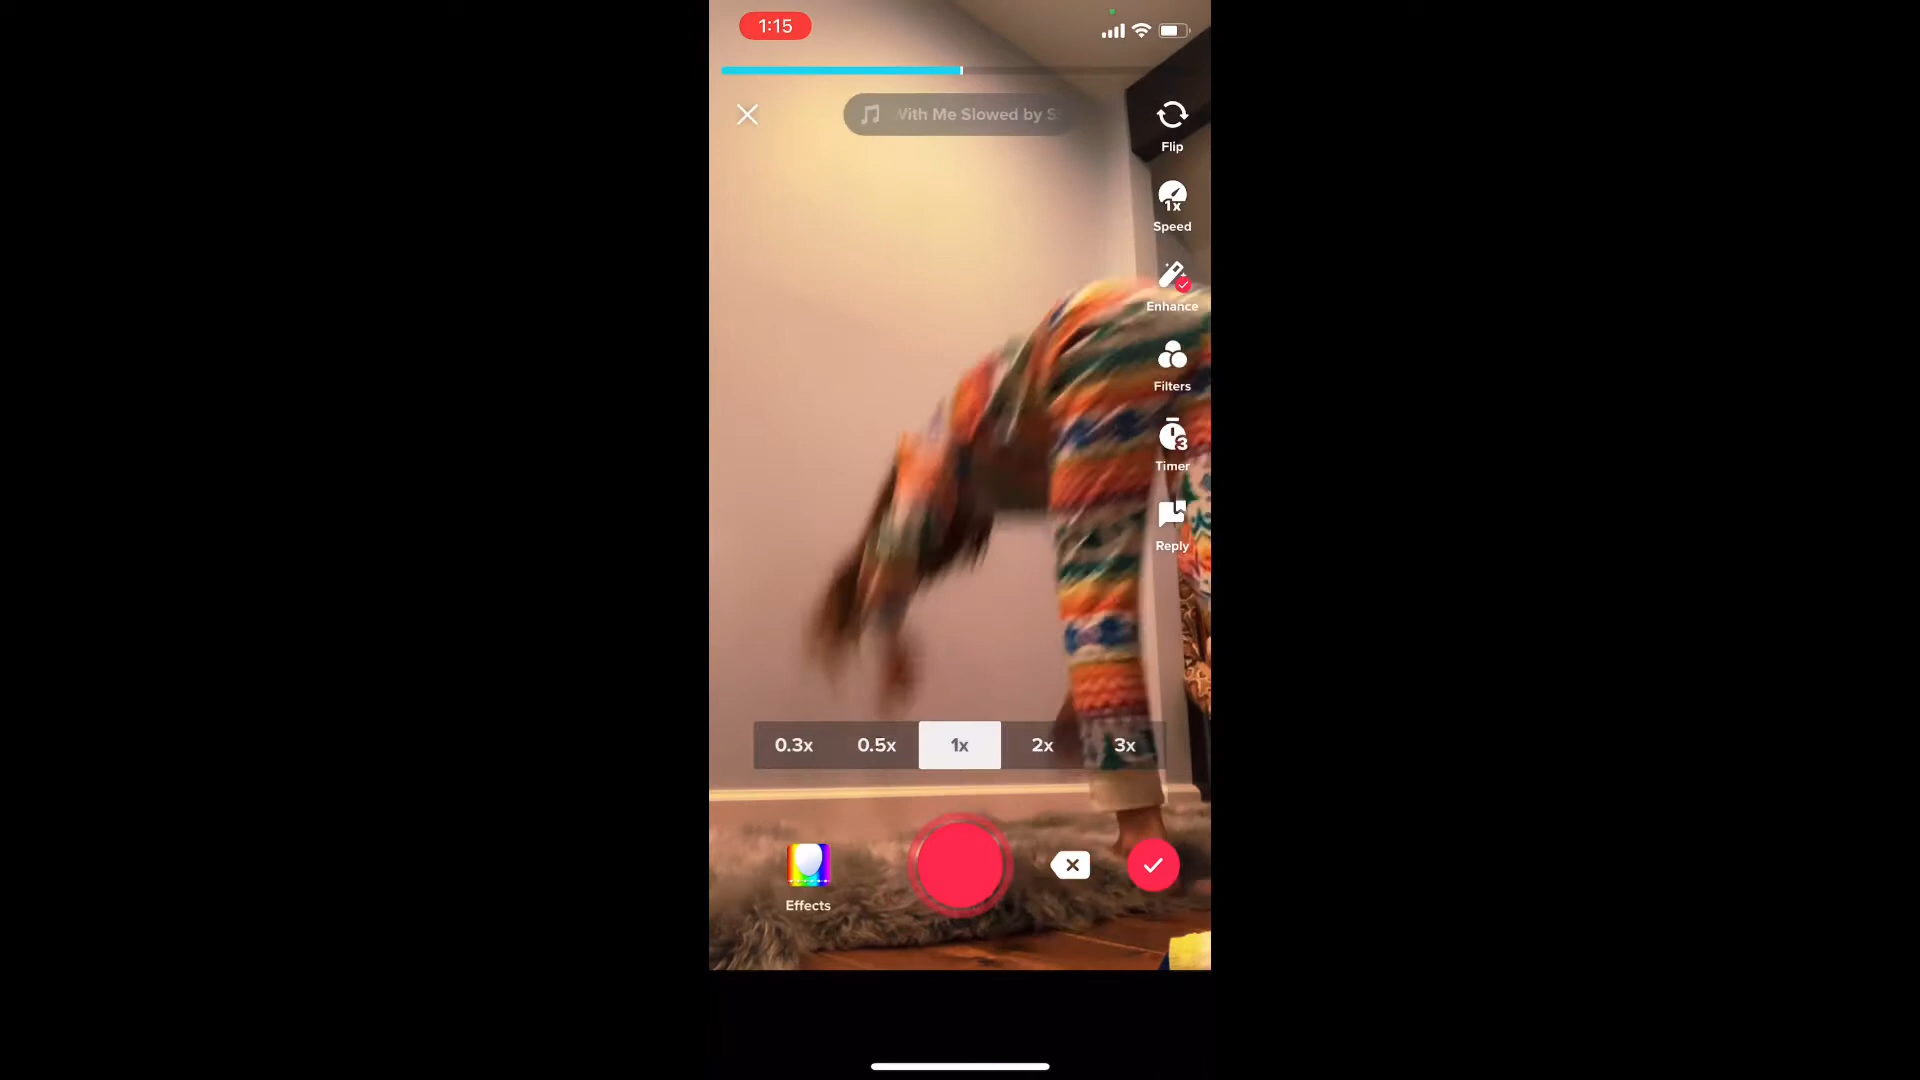 1:15
With Me Slowed by S
Flip
1x
Speed
Enhance
Filters
3
Timer
Reply
0.3x 0.5x 1x 2x 3x
Effects